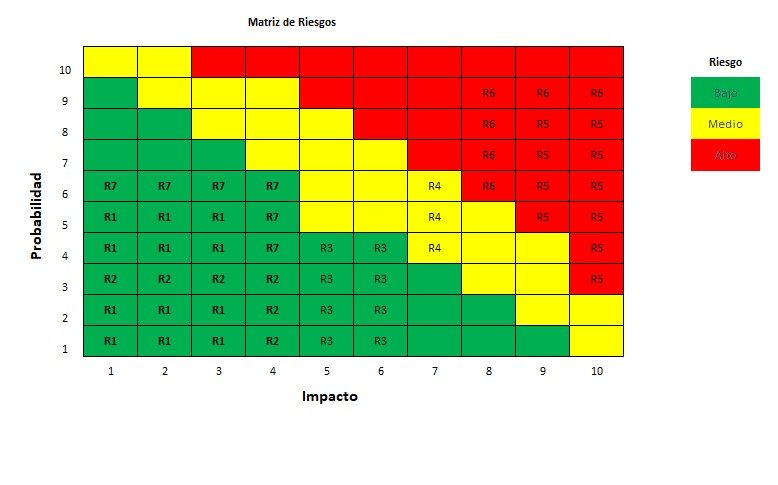 Matriz de Riesgos
Riesgo
Bajo
Medio
Alto
Probabilidad
10
9 R6 R6 R6
8 R6 R5 R5
7 R6 R5 R5
6 R7 R7 R7 R7 R4 R6 R5 R5
5 R1 R1 R1 R7 R4 R5 R5
4 R1 R1 R1 R7 R3 R3 R4 R5
3 R2 R2 R2 R2 R3 R3 R5
2 R1 R1 R1 R2 R3 R3
1 R1 R1 R1 R2 R3 R3
1 2 3 4 5 6 7 8 9 10
Impacto